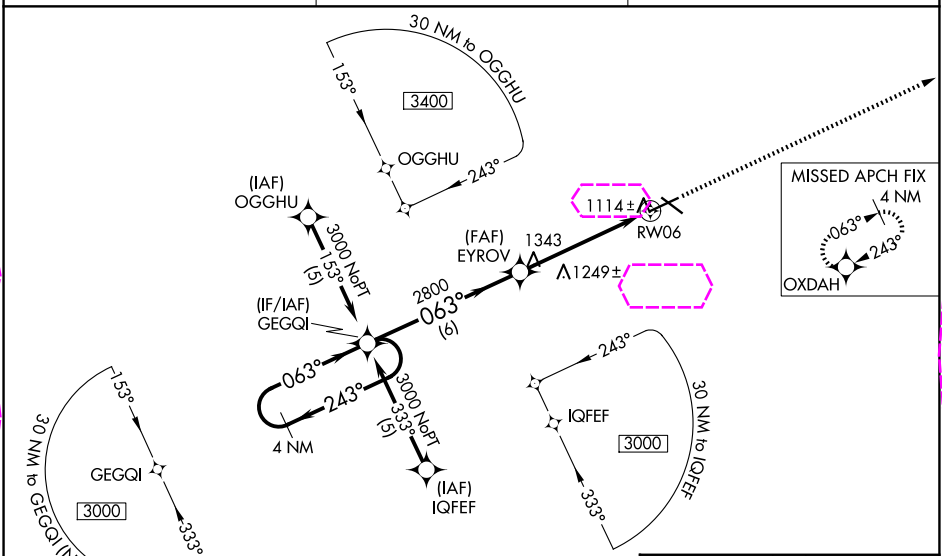 30 NM to OGGHU
153°
3400
OGGHU
243°
(IAF)
OGGHU
3000 NoPT
153°
(5)
MISSED APCH FIX
4 NM
063°
243°
OXDAH
1114 ±
RW06
(FAF)
EYROV
1343
1249 ±
2800
063°
(6)
(IF/IAF)
GEGQI
063°
243°
4 NM
3000 NoPT
333°
(5)
(IAF)
IQFEF
243°
IQFEF
30 NM to IQFEF
3000
333°
153°
30 NM to GEGQI (N
GEGQI
3000
333°